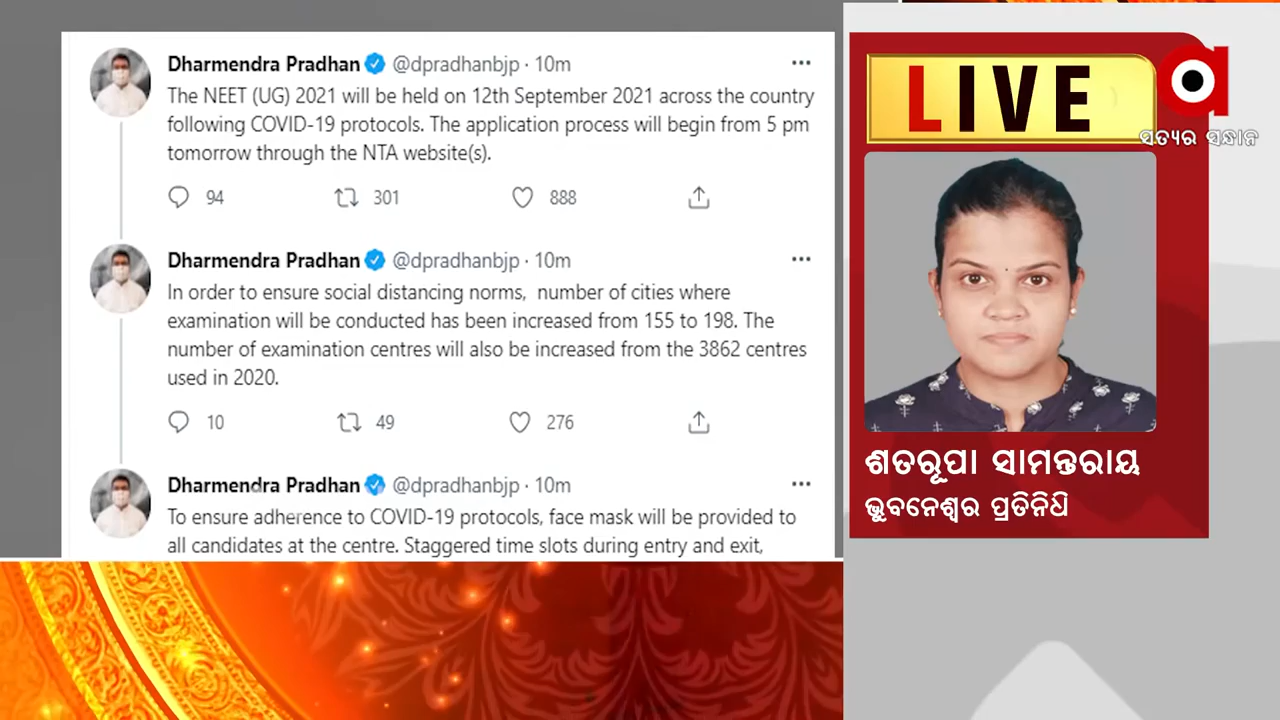 Dharmendra Pradhan @dpradhanbjp · 10m
The NEET (UG) 2021 will be held on 12th September 2021 across the country
following COVID-19 protocols. The application process will begin from 5 pm
tomorrow through the NTA website(s).
94 301 888
Dharmendra Pradhan @dpradhanbjp · 10m
In order to ensure social distancing norms, number of cities where
examination will be conducted has been increased from 155 to 198. The
number of examination centres will also be increased from the 3862 centres
used in 2020.
10 49 276
Dharmendra Pradhan @dpradhanbjp · 10m
To ensure adherence to COVID-19 protocols, face mask will be provided to
all candidates at the centre. Staggered time slots during entry and exit,
LIVE
a
ସତ୍ୟର ସନ୍ଧାନ
ଶତରୂପା ସାମନ୍ତରାୟ
ଭୁବନେଶ୍ୱର ପ୍ରତିନିଧି